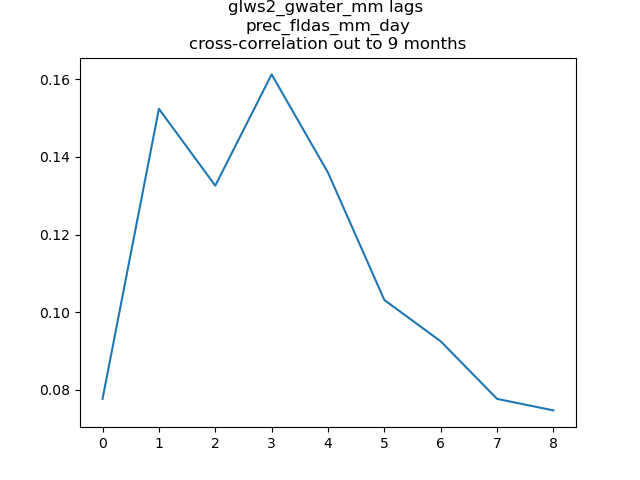 glws2_gwater_mm lags
prec_fldas_mm_day
cross-correlation out to 9 months
0.16
0.14
0.12
0.10
0.08
0 1 2 3 4 5 6 7 8